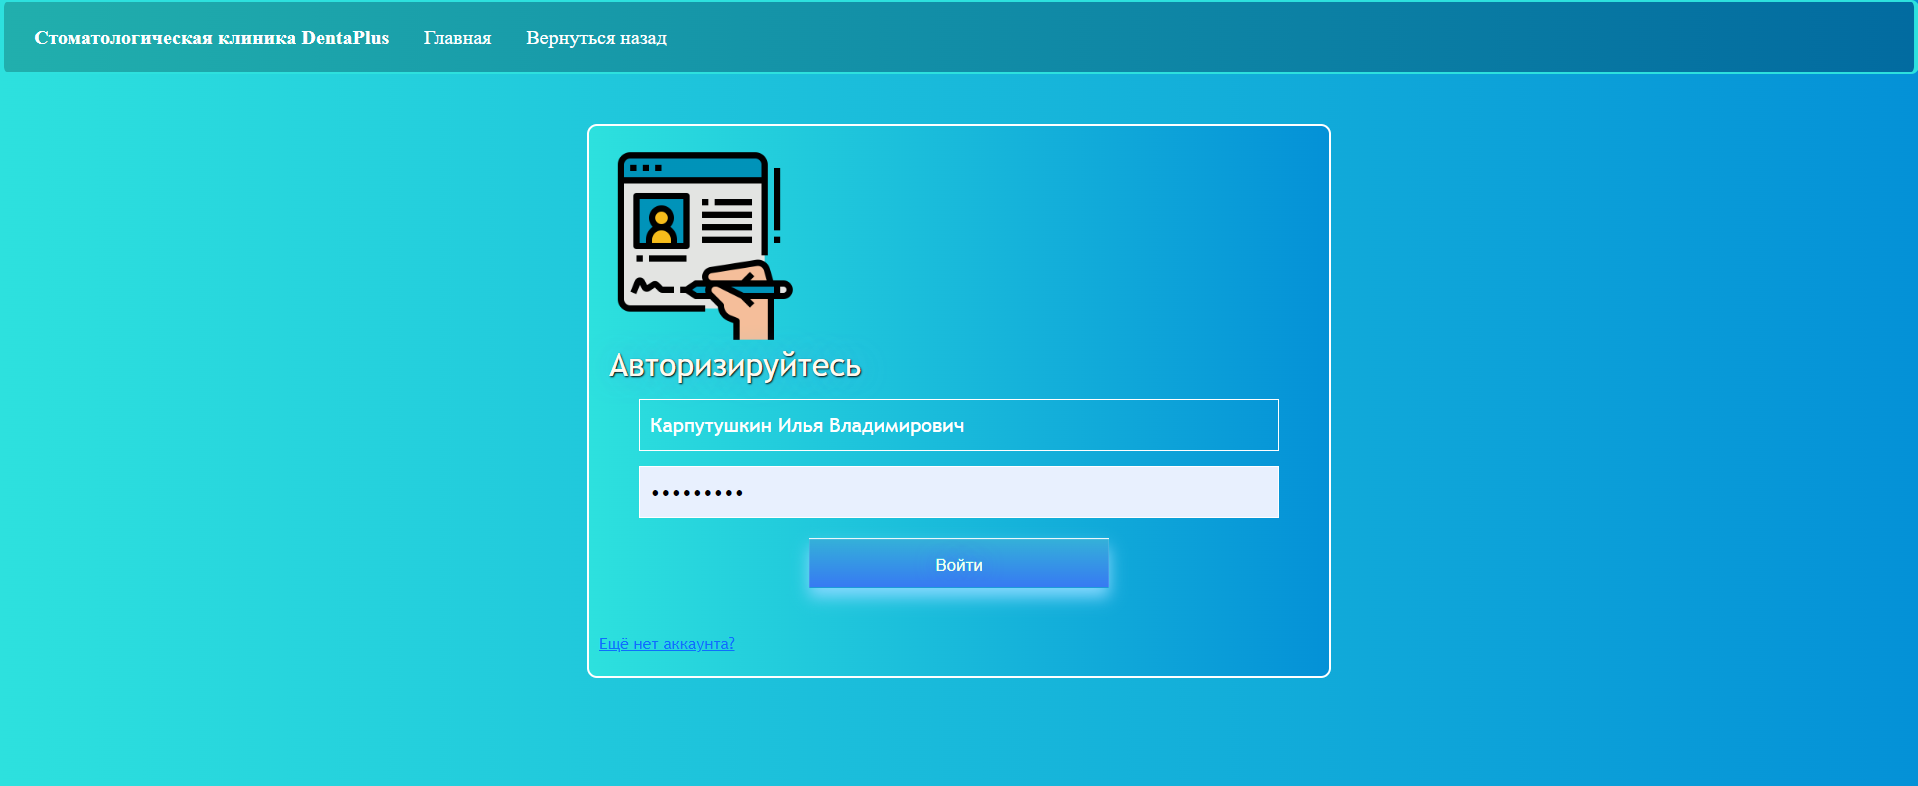 Стоматологическая клиника DentaPlus Главная Вернуться назад
Авторизируйтесь
Карпутушкин Илья Владимирович
•••••••••
Войти
Ещё нет аккаунта?